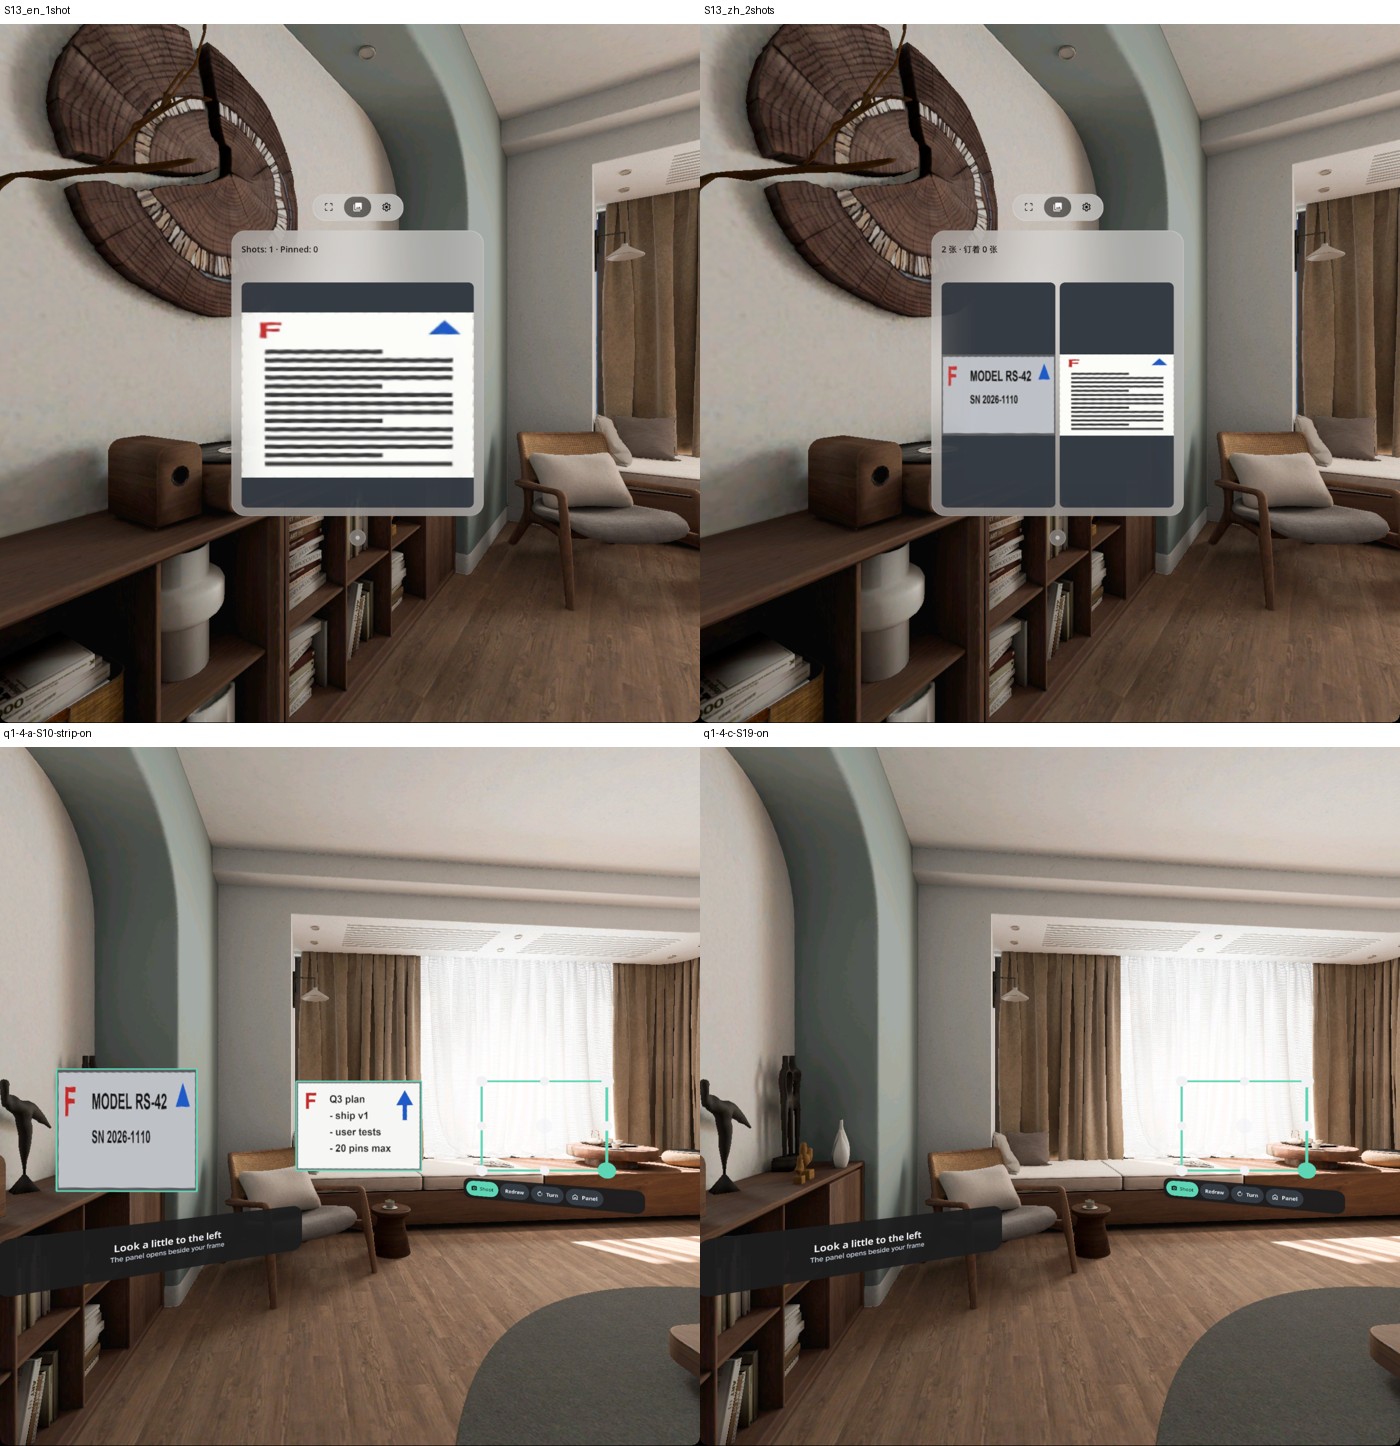 S13_en_1shot
S13_zh_2shots
Shots: 1 · Pinned: 0
F
2 张 · 钉着 0 张
F
MODEL RS-42
SN 2026-1110
F
q1-4-a-S10-strip-on
q1-4-c-S19-on
F
MODEL RS-42
SN 2026-1110
F
Q3 plan
- ship v1
- user tests
- 20 pins max
Shoot
Redraw
Turn
Panel
Look a little to the left
The panel opens beside your frame
Shoot
Redraw
Turn
Panel
Look a little to the left
The panel opens beside your frame